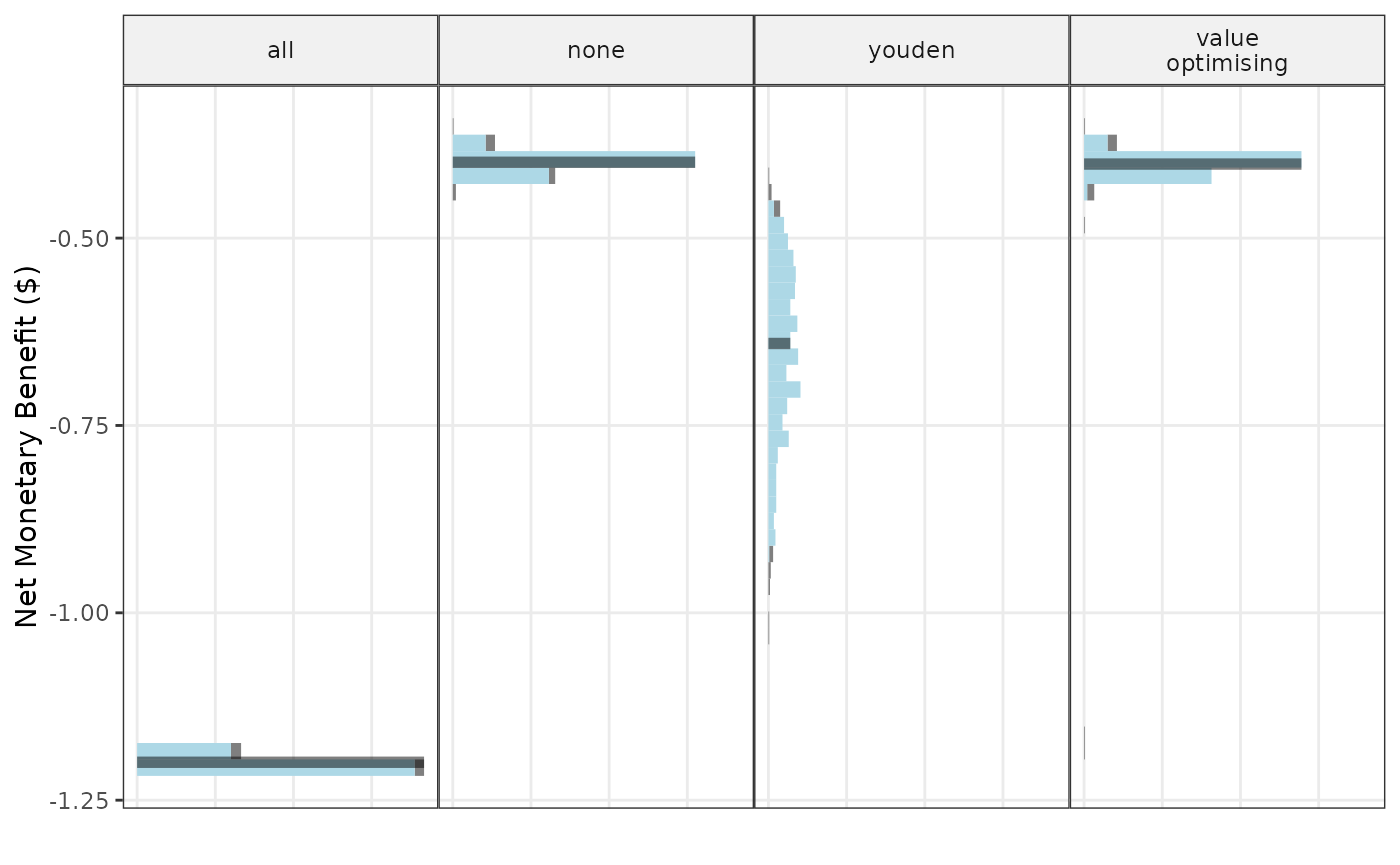 all
none
youden
value
optimising
Net Monetary Benefit ($)
-0.50
-0.75
-1.00
-1.25